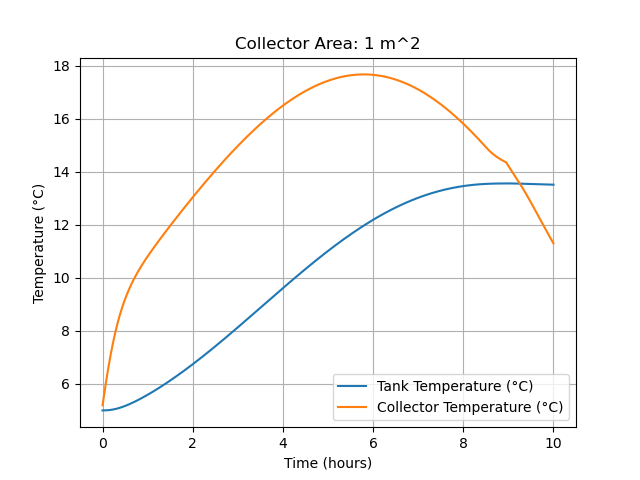 Collector Area: 1 m^2
Temperature (°C)
18
16
14
12
10
8
6
0
2
4
6
8
10
Time (hours)
Tank Temperature (°C)
Collector Temperature (°C)